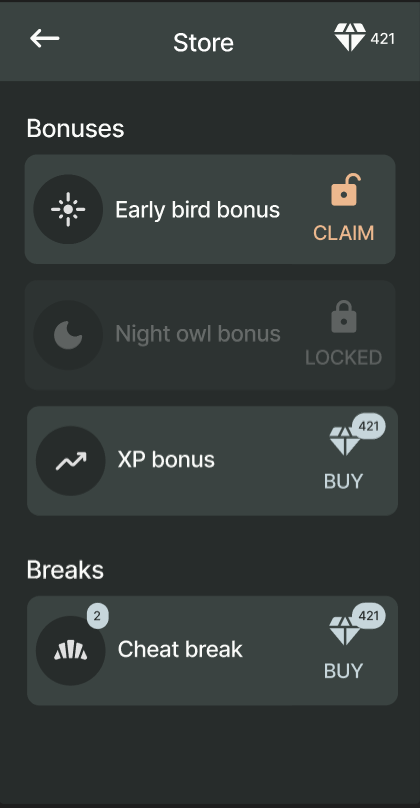 Store
421
Bonuses
Early bird bonus
CLAIM
Night owl bonus
LOCKED
421
XP bonus
BUY
Breaks
2
421
Cheat break
BUY